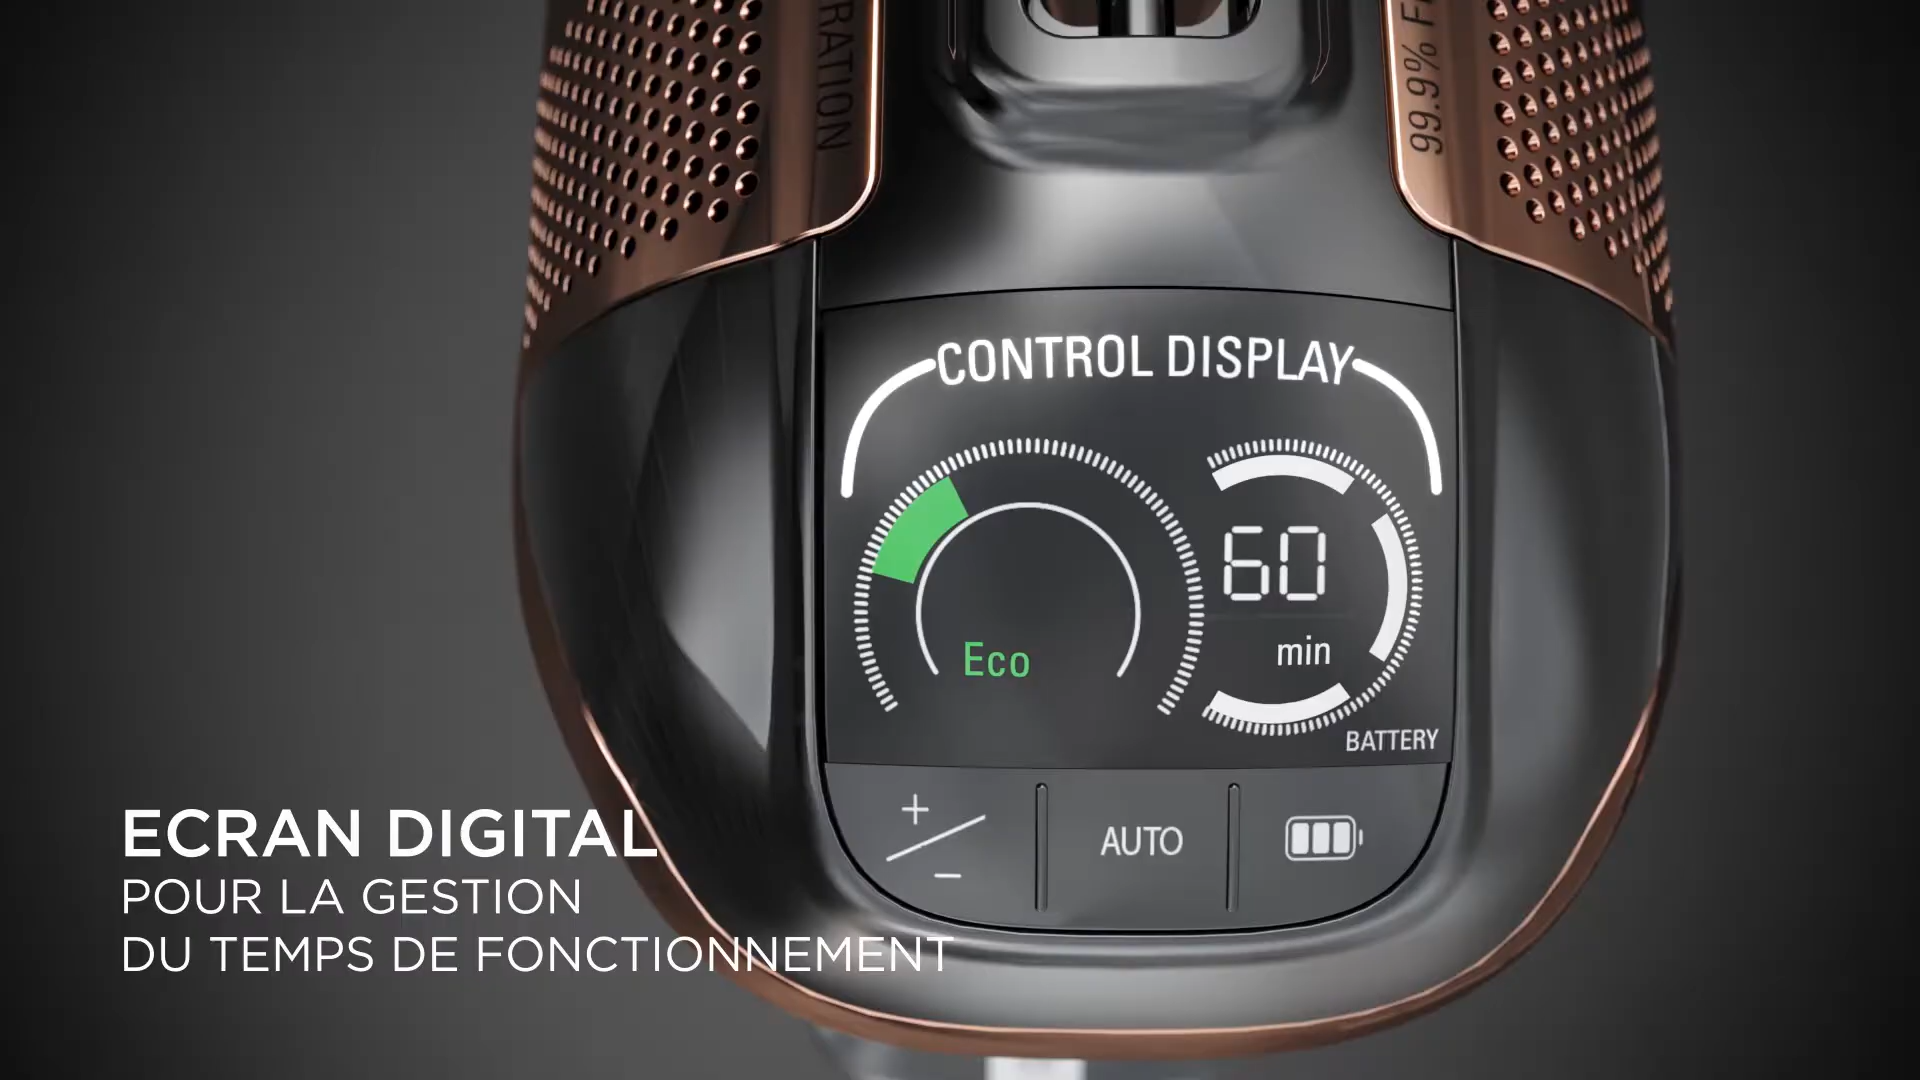 RATION
99.9% F
CONTROL DISPLAY
60
min
Eco
BATTERY
+
−
AUTO
ECRAN DIGITAL
POUR LA GESTION
DU TEMPS DE FONCTIONNEMENT